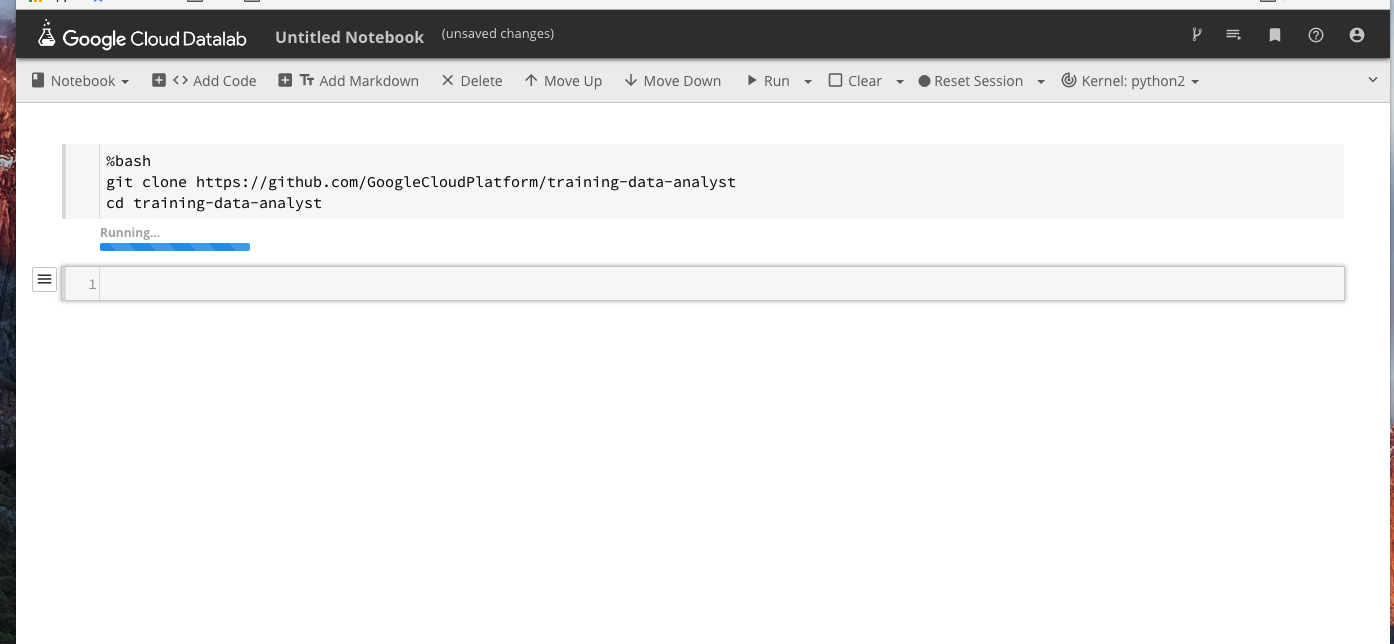 Google Cloud Datalab Untitled Notebook (unsaved changes)
Notebook Add Code Tт Add Markdown Delete Move Up Move Down Run Clear Reset Session Kernel: python2
%bash
git clone https://github.com/GoogleCloudPlatform/training-data-analyst
cd training-data-analyst
Running...
1